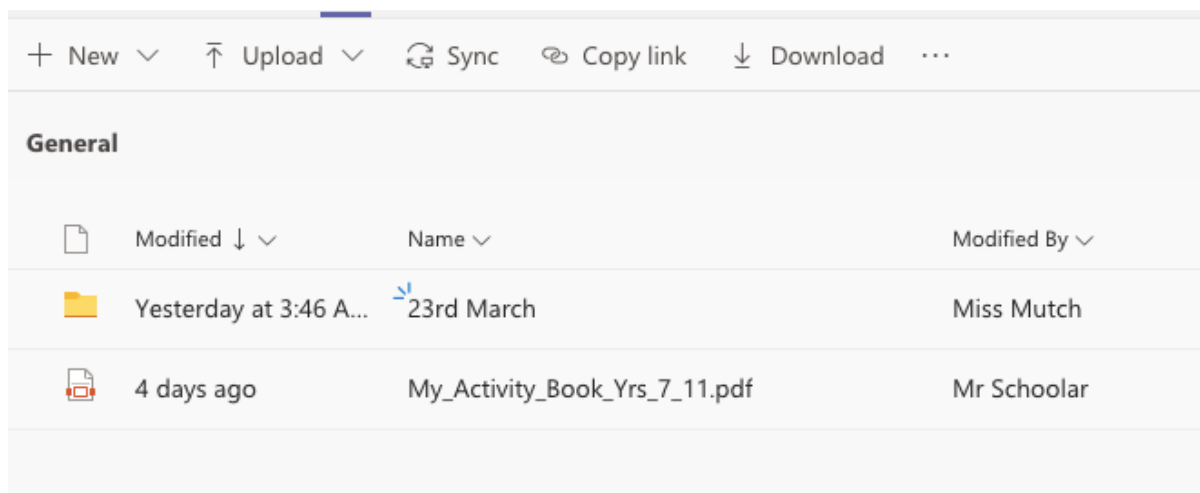 New Upload Sync Copy link Download ...
General
Modified Name Modified By
Yesterday at 3:46 A... 23rd March Miss Mutch
4 days ago My_Activity_Book_Yrs_7_11.pdf Mr Schoolar